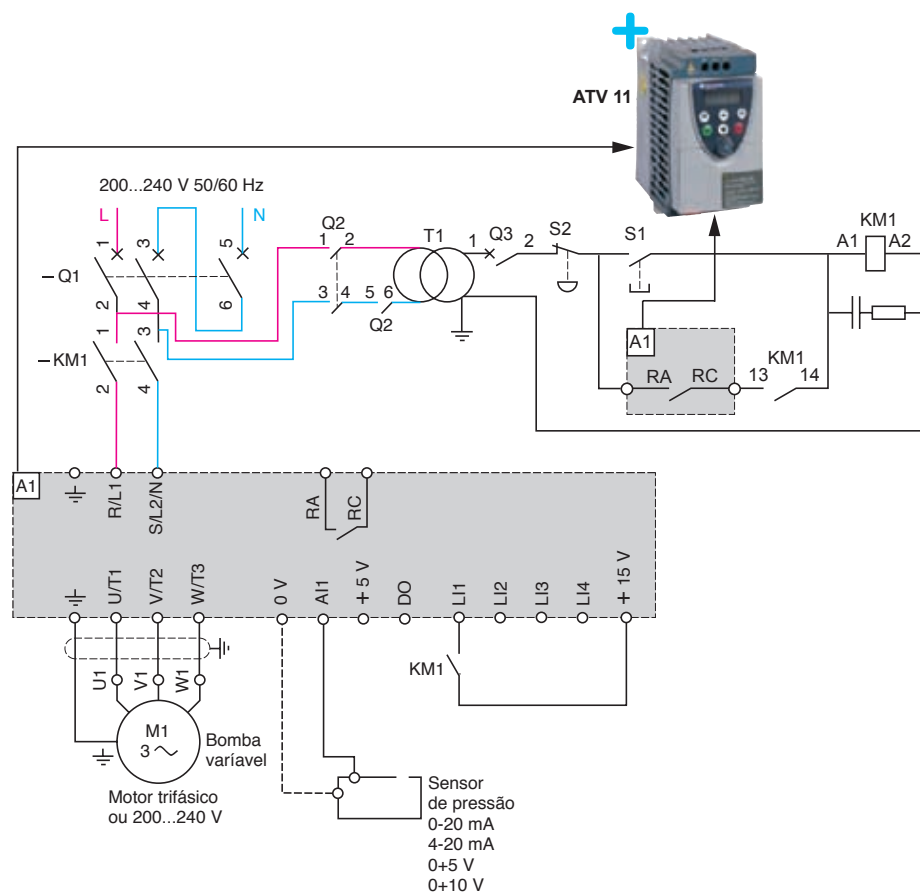 ATV 11
200...240 V 50/60 Hz
L
N
1
3
5
–Q1
2
4
6
1
3
–KM1
2
4
Q2
1
2
3
4
5
6
Q2
T1
1
Q3
2
S2
S1
KM1
A1
A2
A1
RA
RC
13
KM1
14
A1
R/L1
S/L2/N
RA
RC
U/T1
V/T2
W/T3
0 V
AI1
+ 5 V
DO
LI1
LI2
LI3
LI4
+ 15 V
KM1
U1
V1
W1
M1
3
Bomba
varíavel
Motor trifásico
ou 200...240 V
Sensor
de pressão
0-20 mA
4-20 mA
0+5 V
0+10 V